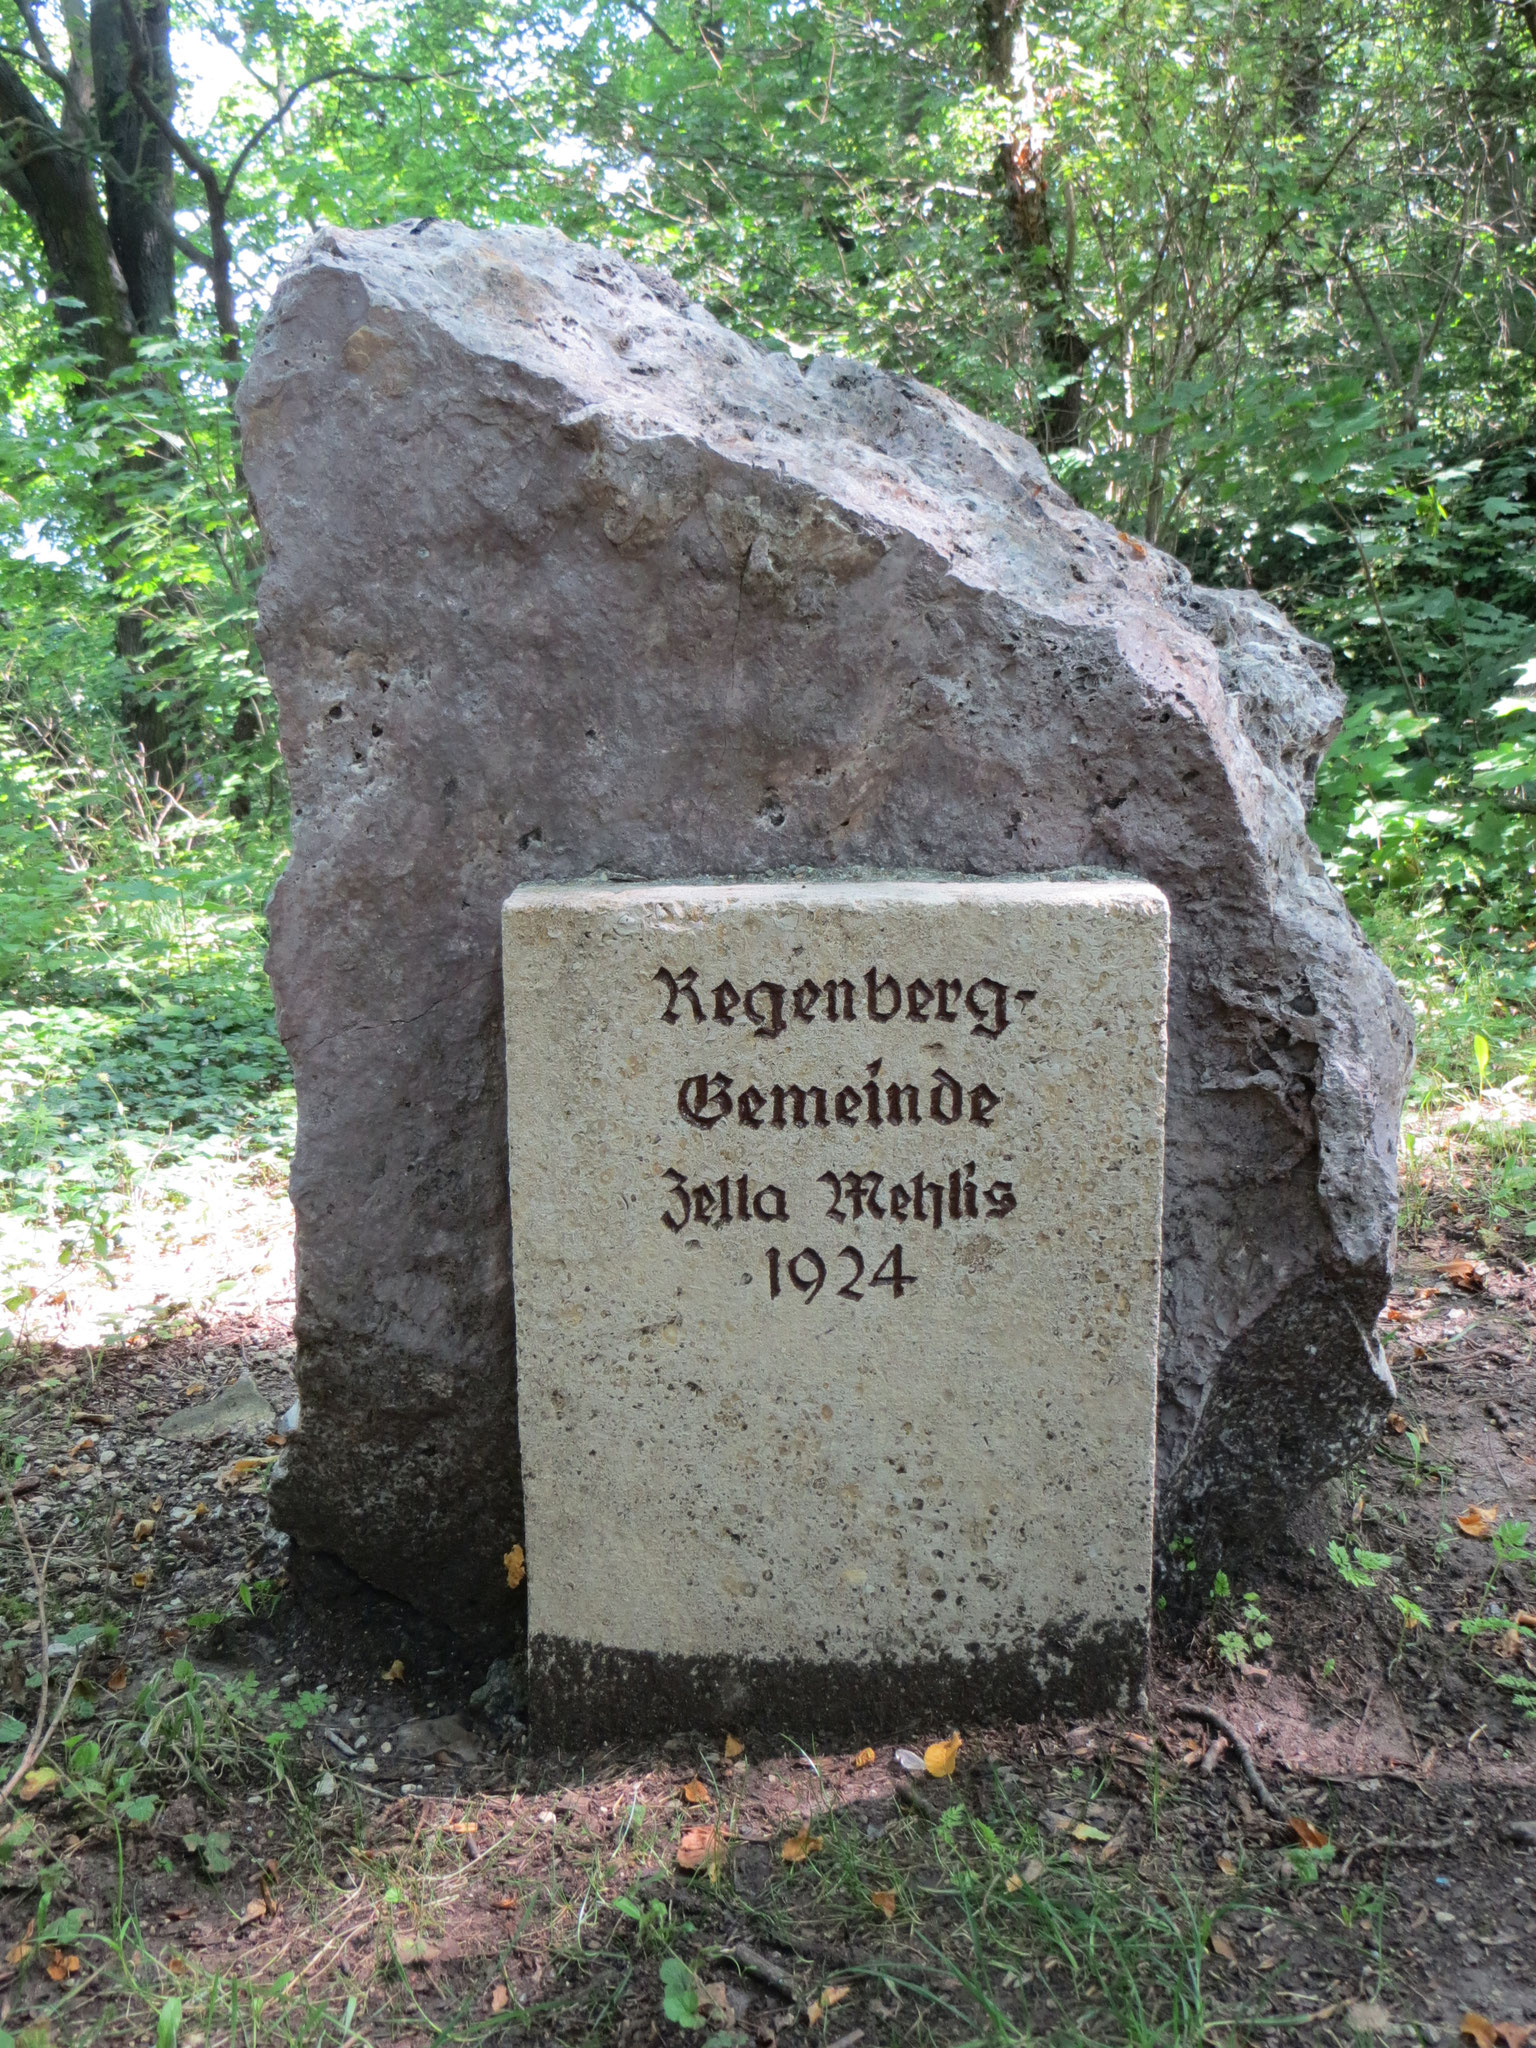 Regenberg-
Gemeinde
Zella Mehlis
1924